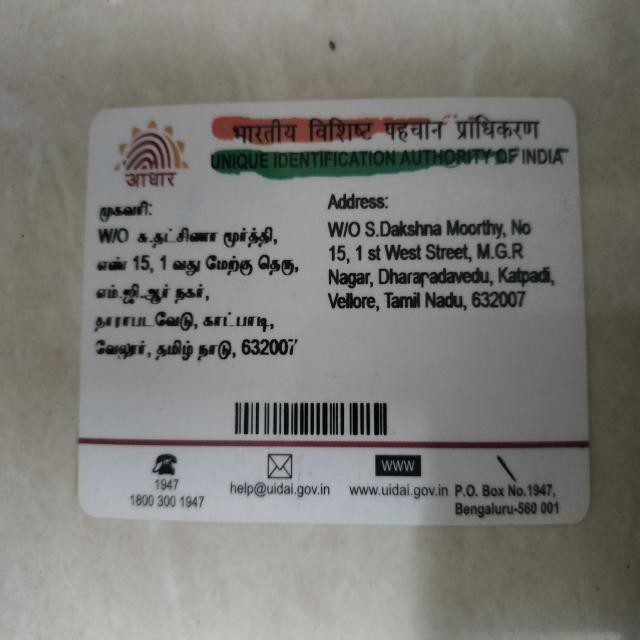 भारतीय विशिष्ट पहचान प्राधिकरण
UNIQUE IDENTIFICATION AUTHORITY OF INDIA
आधार
முகவரி:
W/O சு.தட்சிணா மூர்த்தி,
எண் 15, 1 வது மேற்கு தெரு,
எம்.ஜி.ஆர் நகர்,
தாராபடவேடு, காட்பாடி,
வேலூர், தமிழ் நாடு, 632007
Address:
W/O S.Dakshna Moorthy, No
15, 1 st West Street, M.G.R
Nagar, Dharapadavedu, Katpadi,
Vellore, Tamil Nadu, 632007
1947
1800 300 1947
help@uidai.gov.in
WWW
www.uidai.gov.in
P.O. Box No.1947,
Bengaluru-560 001